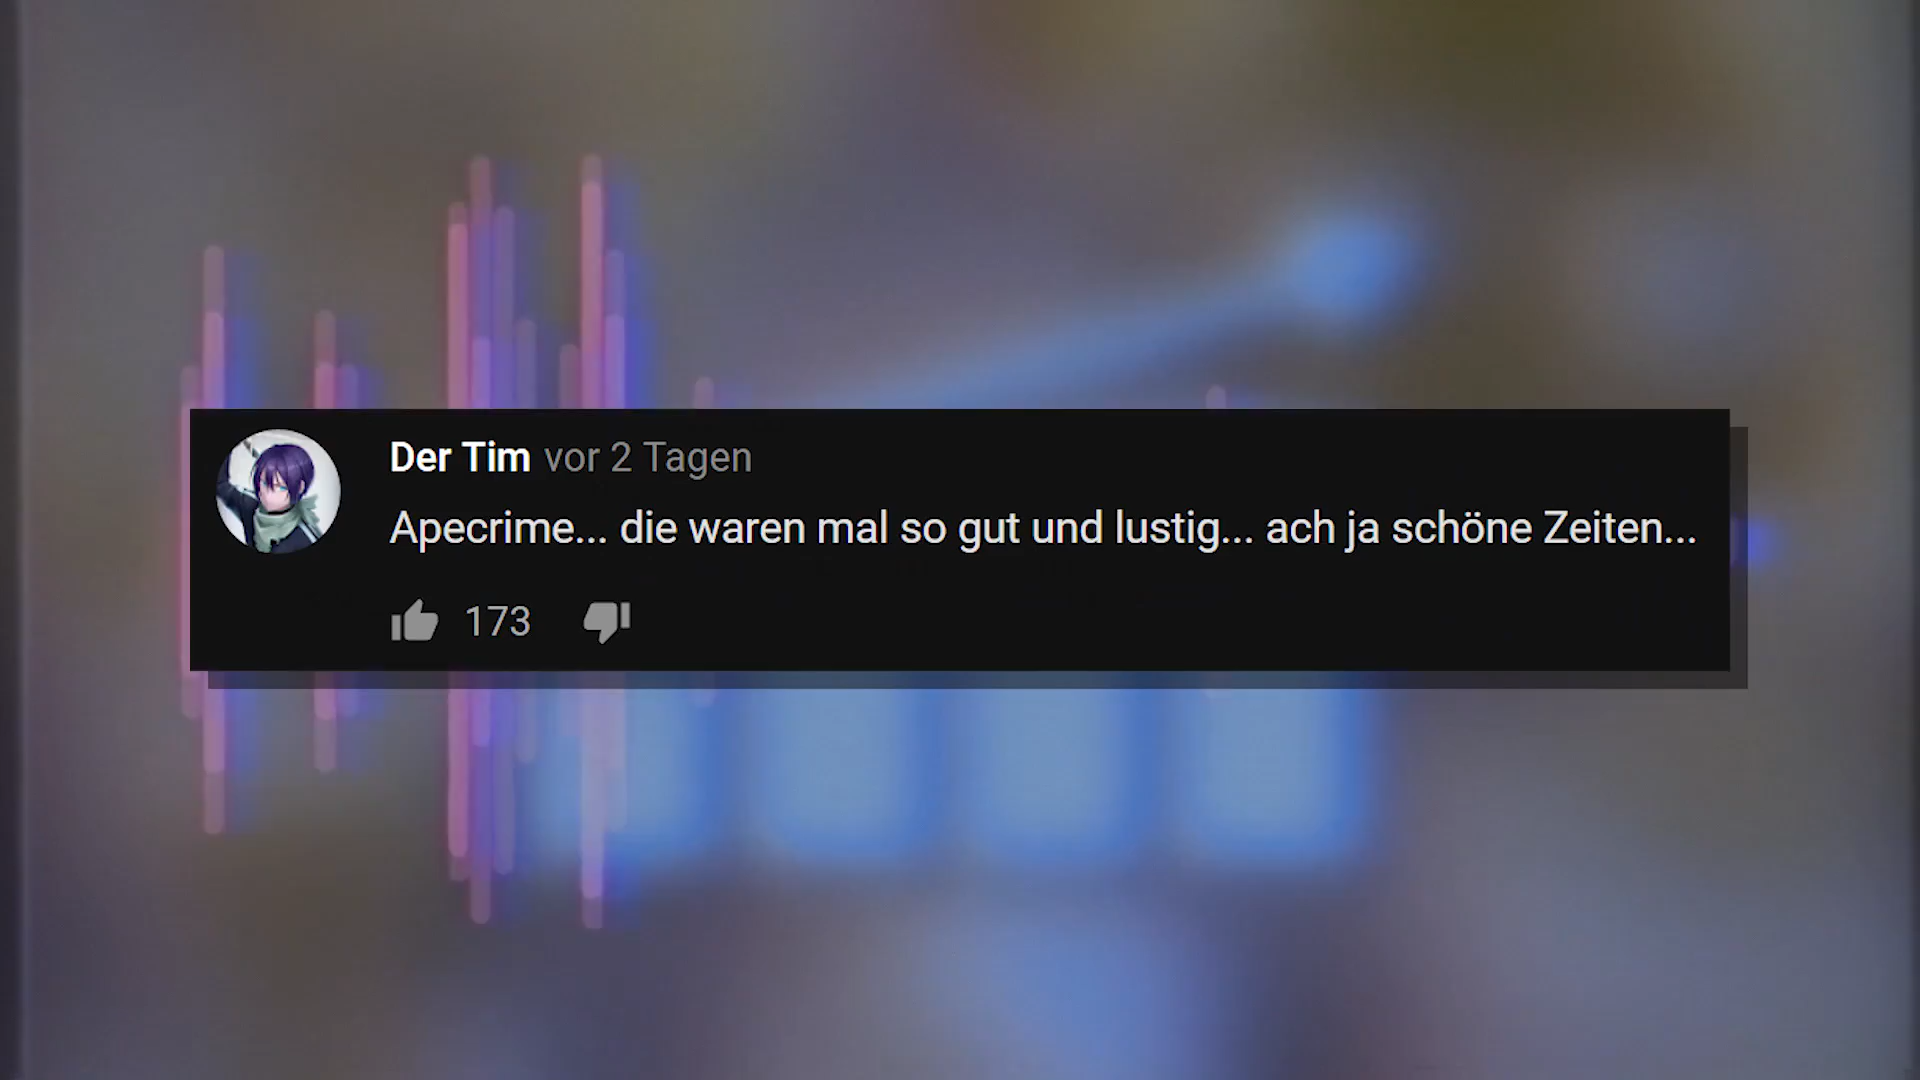 Der Tim vor 2 Tagen
Apecrime... die waren mal so gut und lustig... ach ja schöne Zeiten...
173